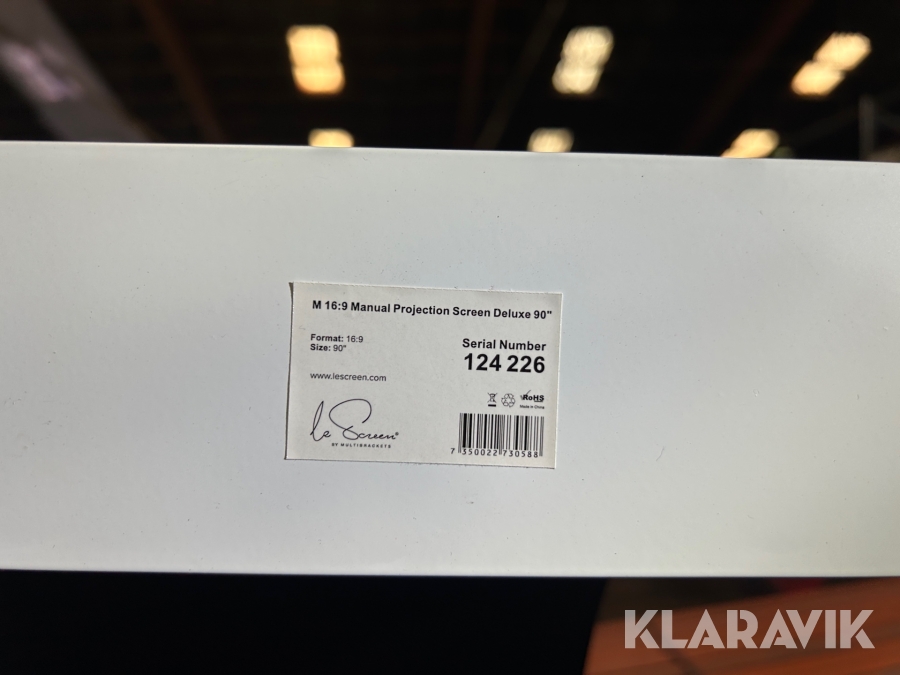 M 16:9 Manual Projection Screen Deluxe 90"
Format: 16:9
Size: 90"
Serial Number
124 226
www.lescreen.com
RoHS
Made in China
le Screen®
BY MULTIBRACKETS
7 350022 730588
KLARAVIK